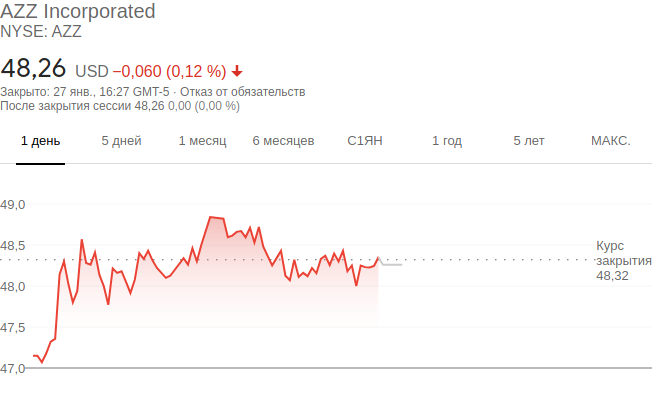 AZZ Incorporated
NYSE: AZZ
48,26 USD −0,060 (0,12 %)
Закрыто: 27 янв., 16:27 GMT-5 · Отказ от обязательств
После закрытия сессии 48,26 0,00 (0,00 %)
1 день 5 дней 1 месяц 6 месяцев С1ЯН 1 год 5 лет МАКС.
49,0
48,5
48,0
47,5
47,0
Курс
закрытия
48,32